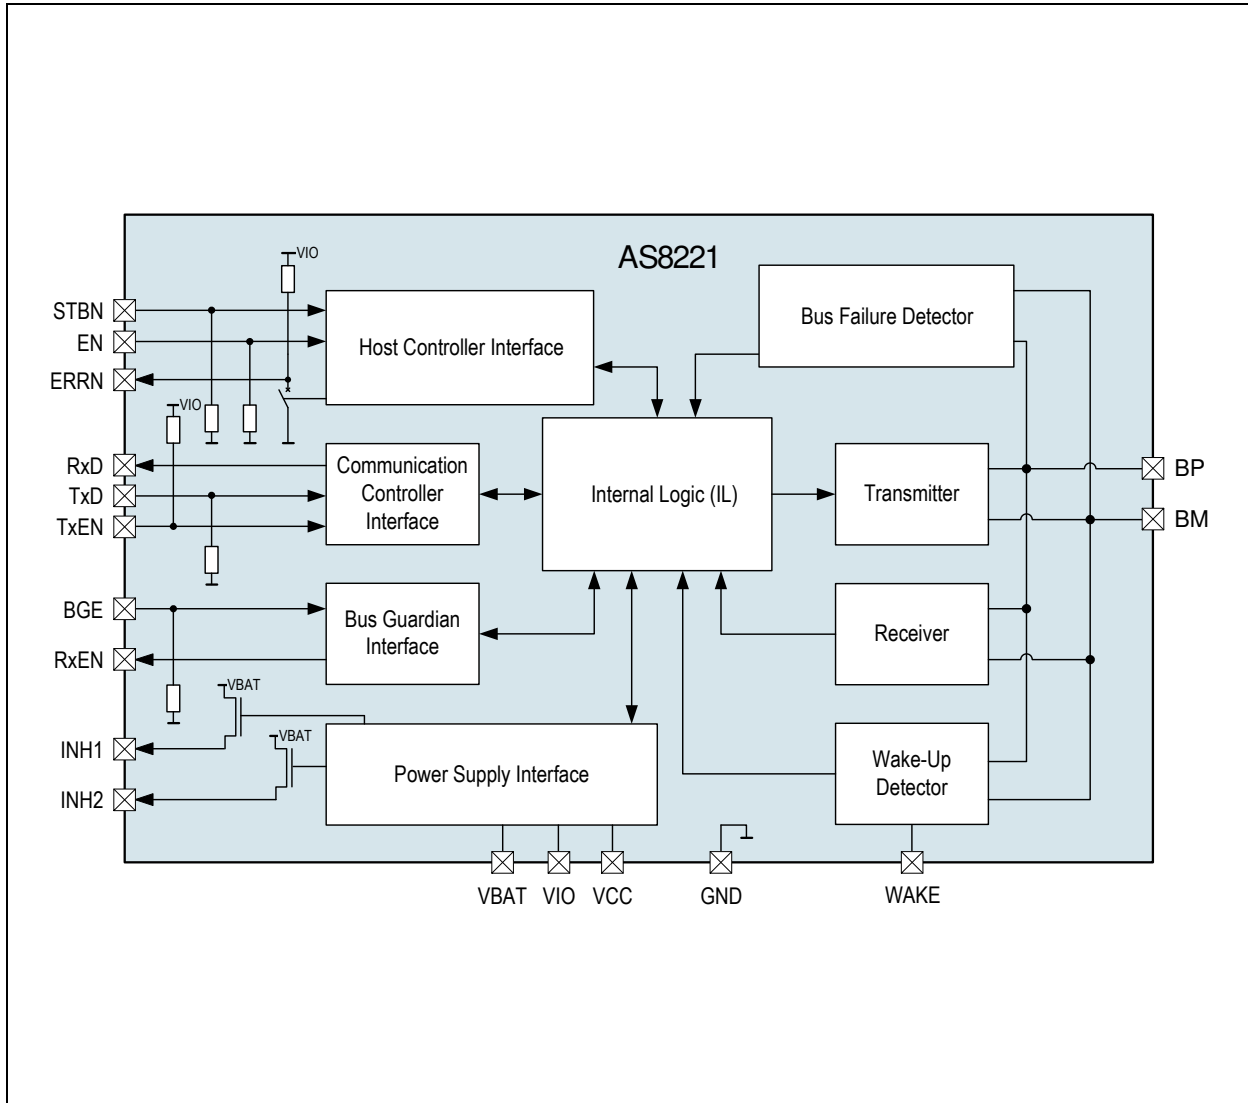 AS8221
VIO
STBN
EN
ERRN
VIO
Host Controller Interface
Bus Failure Detector
RxD
TxD
TxEN
Communication
Controller
Interface
Internal Logic (IL)
Transmitter
BP
BM
BGE
RxEN
Bus Guardian
Interface
Receiver
VBAT
INH1
VBAT
INH2
Power Supply Interface
Wake-Up
Detector
VBAT
VIO
VCC
GND
WAKE